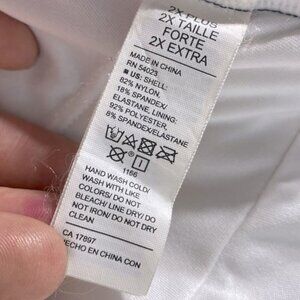 2X PLUS
2X TAILLE
FORTE
2X EXTRA
MADE IN CHINA
RN 54023
■ US: SHELL:
82% NYLON,
18% SPANDEX/
ELASTANE, LINING:
92% POLYESTER,
8% SPANDEX/ELASTANE
1166
HAND WASH COLD/
WASH WITH LIKE
COLORS/ DO NOT
BLEACH/ LINE DRY/ DO
NOT IRON/ DO NOT DRY
CLEAN
CA 17897
HECHO EN CHINA CON